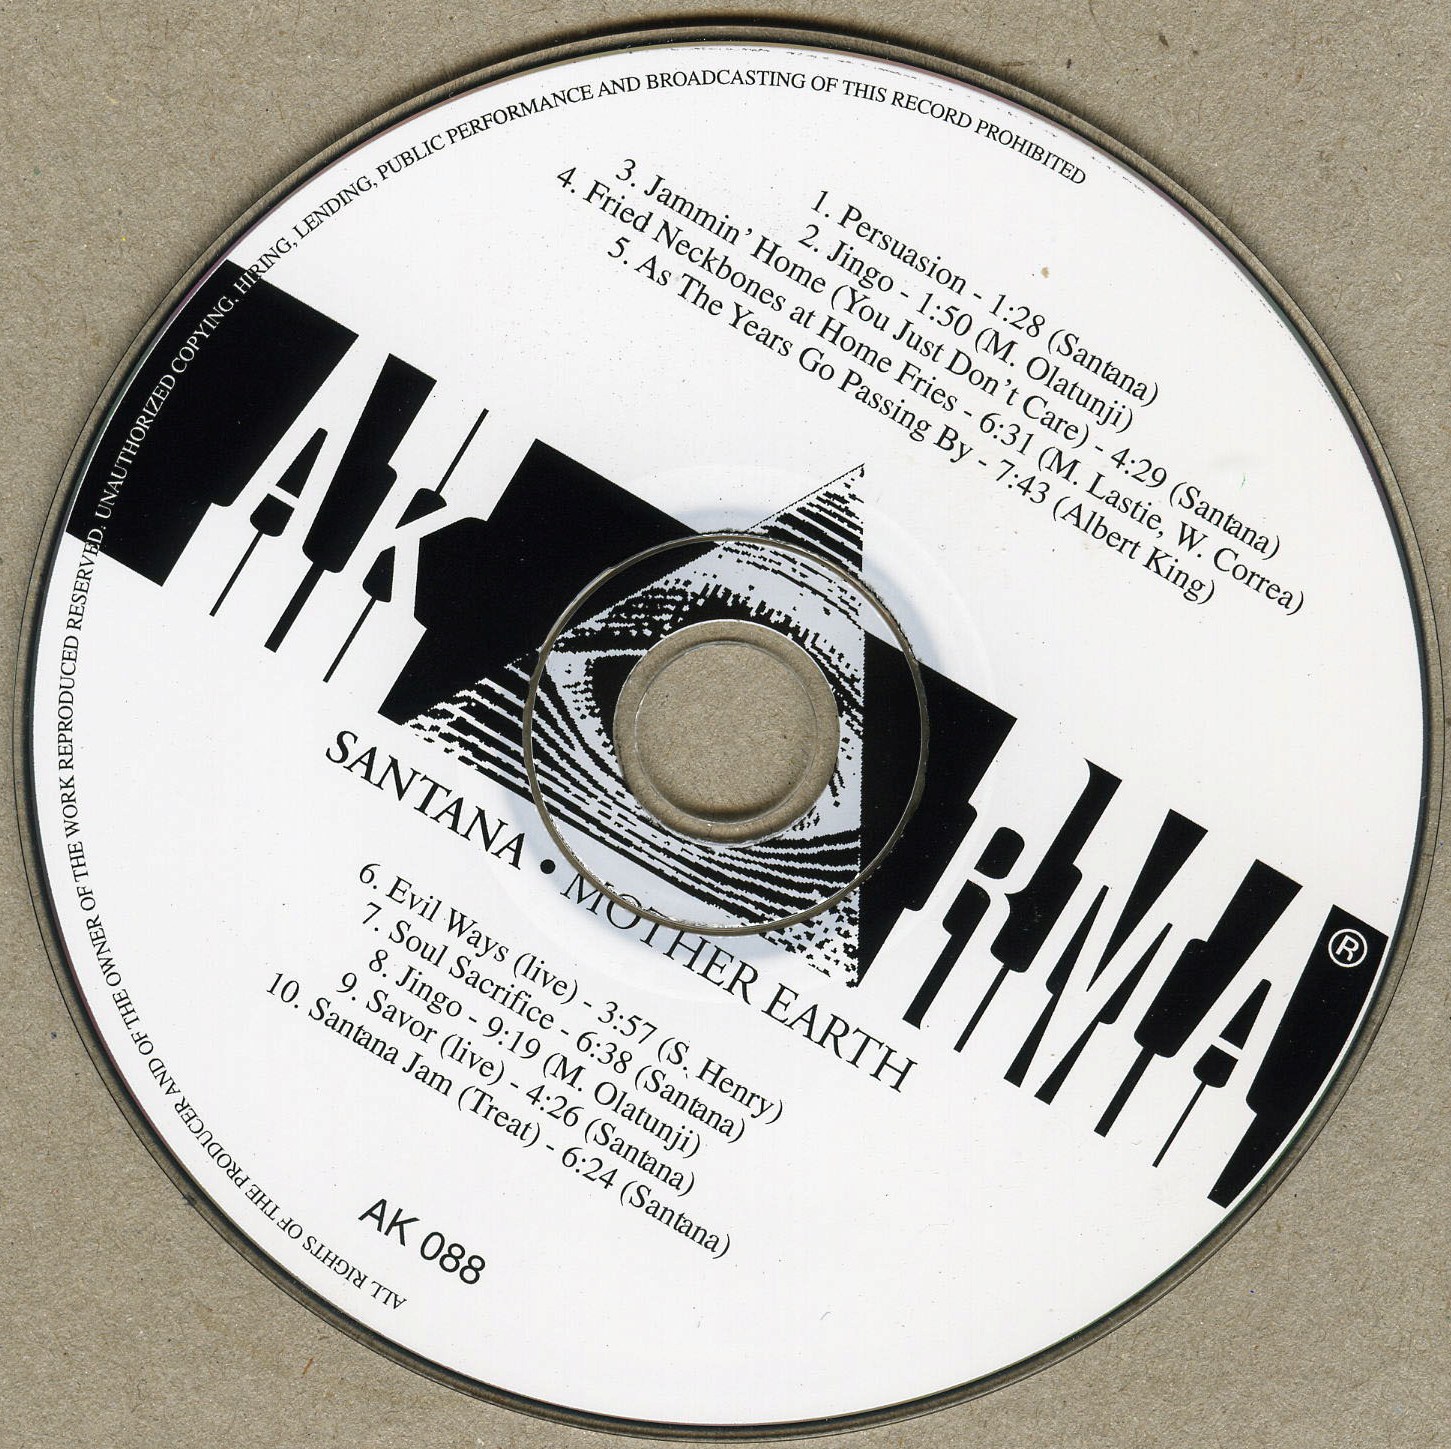 ALL RIGHTS OF THE PRODUCER AND OF THE OWNER OF THE WORK REPRODUCED RESERVED. UNAUTHORIZED COPYING, HIRING, LENDING, PUBLIC PERFORMANCE AND BROADCASTING OF THIS RECORD PROHIBITED
1. Persuasion - 1:28 (Santana)
2. Jingo - 1:50 (M. Olatunji)
3. Jammin' Home (You Just Don't Care) - 4:29 (Santana)
4. Fried Neckbones at Home Fries - 6:31 (M. Lastie, W. Correa)
5. As The Years Go Passing By - 7:43 (Albert King)
AKARMA®
SANTANA • MOTHER EARTH
6. Evil Ways (live) - 3:57 (S. Henry)
7. Soul Sacrifice - 6:38 (Santana)
8. Jingo - 9:19 (M. Olatunji)
9. Savor (live) - 4:26 (Santana)
10. Santana Jam (Treat) - 6:24 (Santana)
AK 088